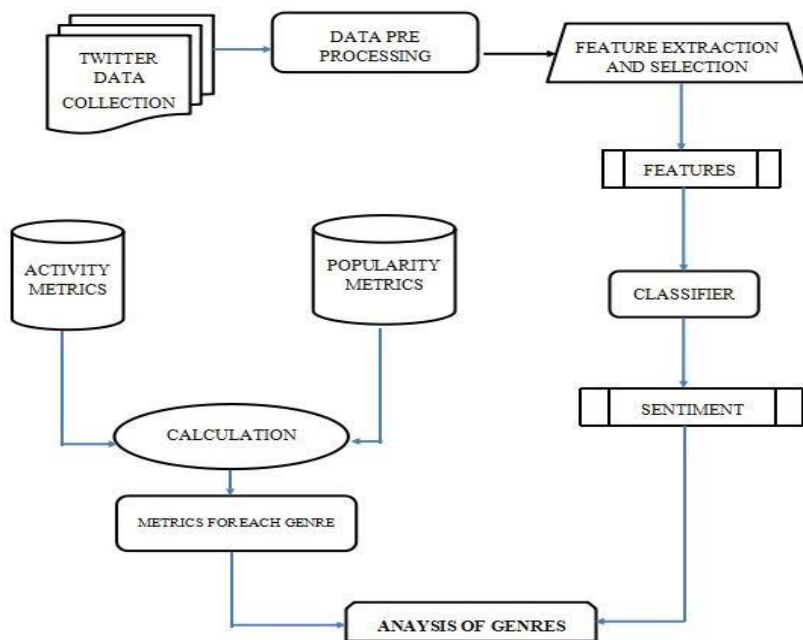 TWITTER
DATA
COLLECTION
DATA PRE
PROCESSING
FEATURE EXTRACTION
AND SELECTION
FEATURES
ACTIVITY
METRICS
POPULARITY
METRICS
CLASSIFIER
CALCULATION
SENTIMENT
METRICS FOR EACH GENRE
ANAYSIS OF GENRES